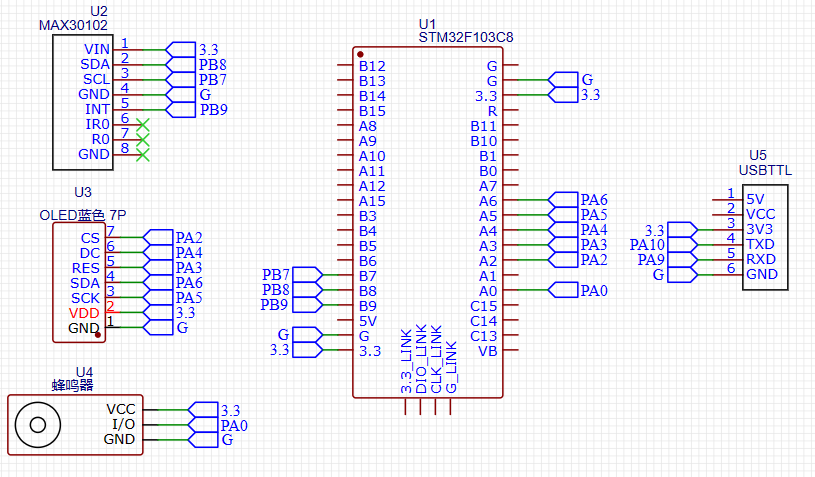 U2
MAX30102
VIN 1 3.3
SDA 2 PB8
SCL 3 PB7
GND 4 G
INT 5 PB9
IR0 6
R0 7
GND 8
U3
OLED蓝色 7P
CS 7 PA2
DC 6 PA4
RES 5 PA3
SDA 4 PA6
SCK 3 PA5
VDD 2 3.3
GND 1 G
U4
蜂鸣器
VCC 3.3
I/O PA0
GND G
U1
STM32F103C8
B12 G
B13 G G
B14 3.3 3.3
B15 R
A8 B11
A9 B10
A10 B1
A11 B0
A12 A7
A15 A6 PA6
B3 A5 PA5
B4 A4 PA4
B5 A3 PA3
B6 A2 PA2
PB7 B7 A1
PB8 B8 A0 PA0
PB9 B9 C15
5V C14
G G C13
3.3 3.3 VB
3.3_LINK
DIO_LINK
CLK_LINK
G_LINK
U5
USBTTL
1 5V
2 VCC
3.3 3 3V3
PA10 4 TXD
PA9 5 RXD
G 6 GND